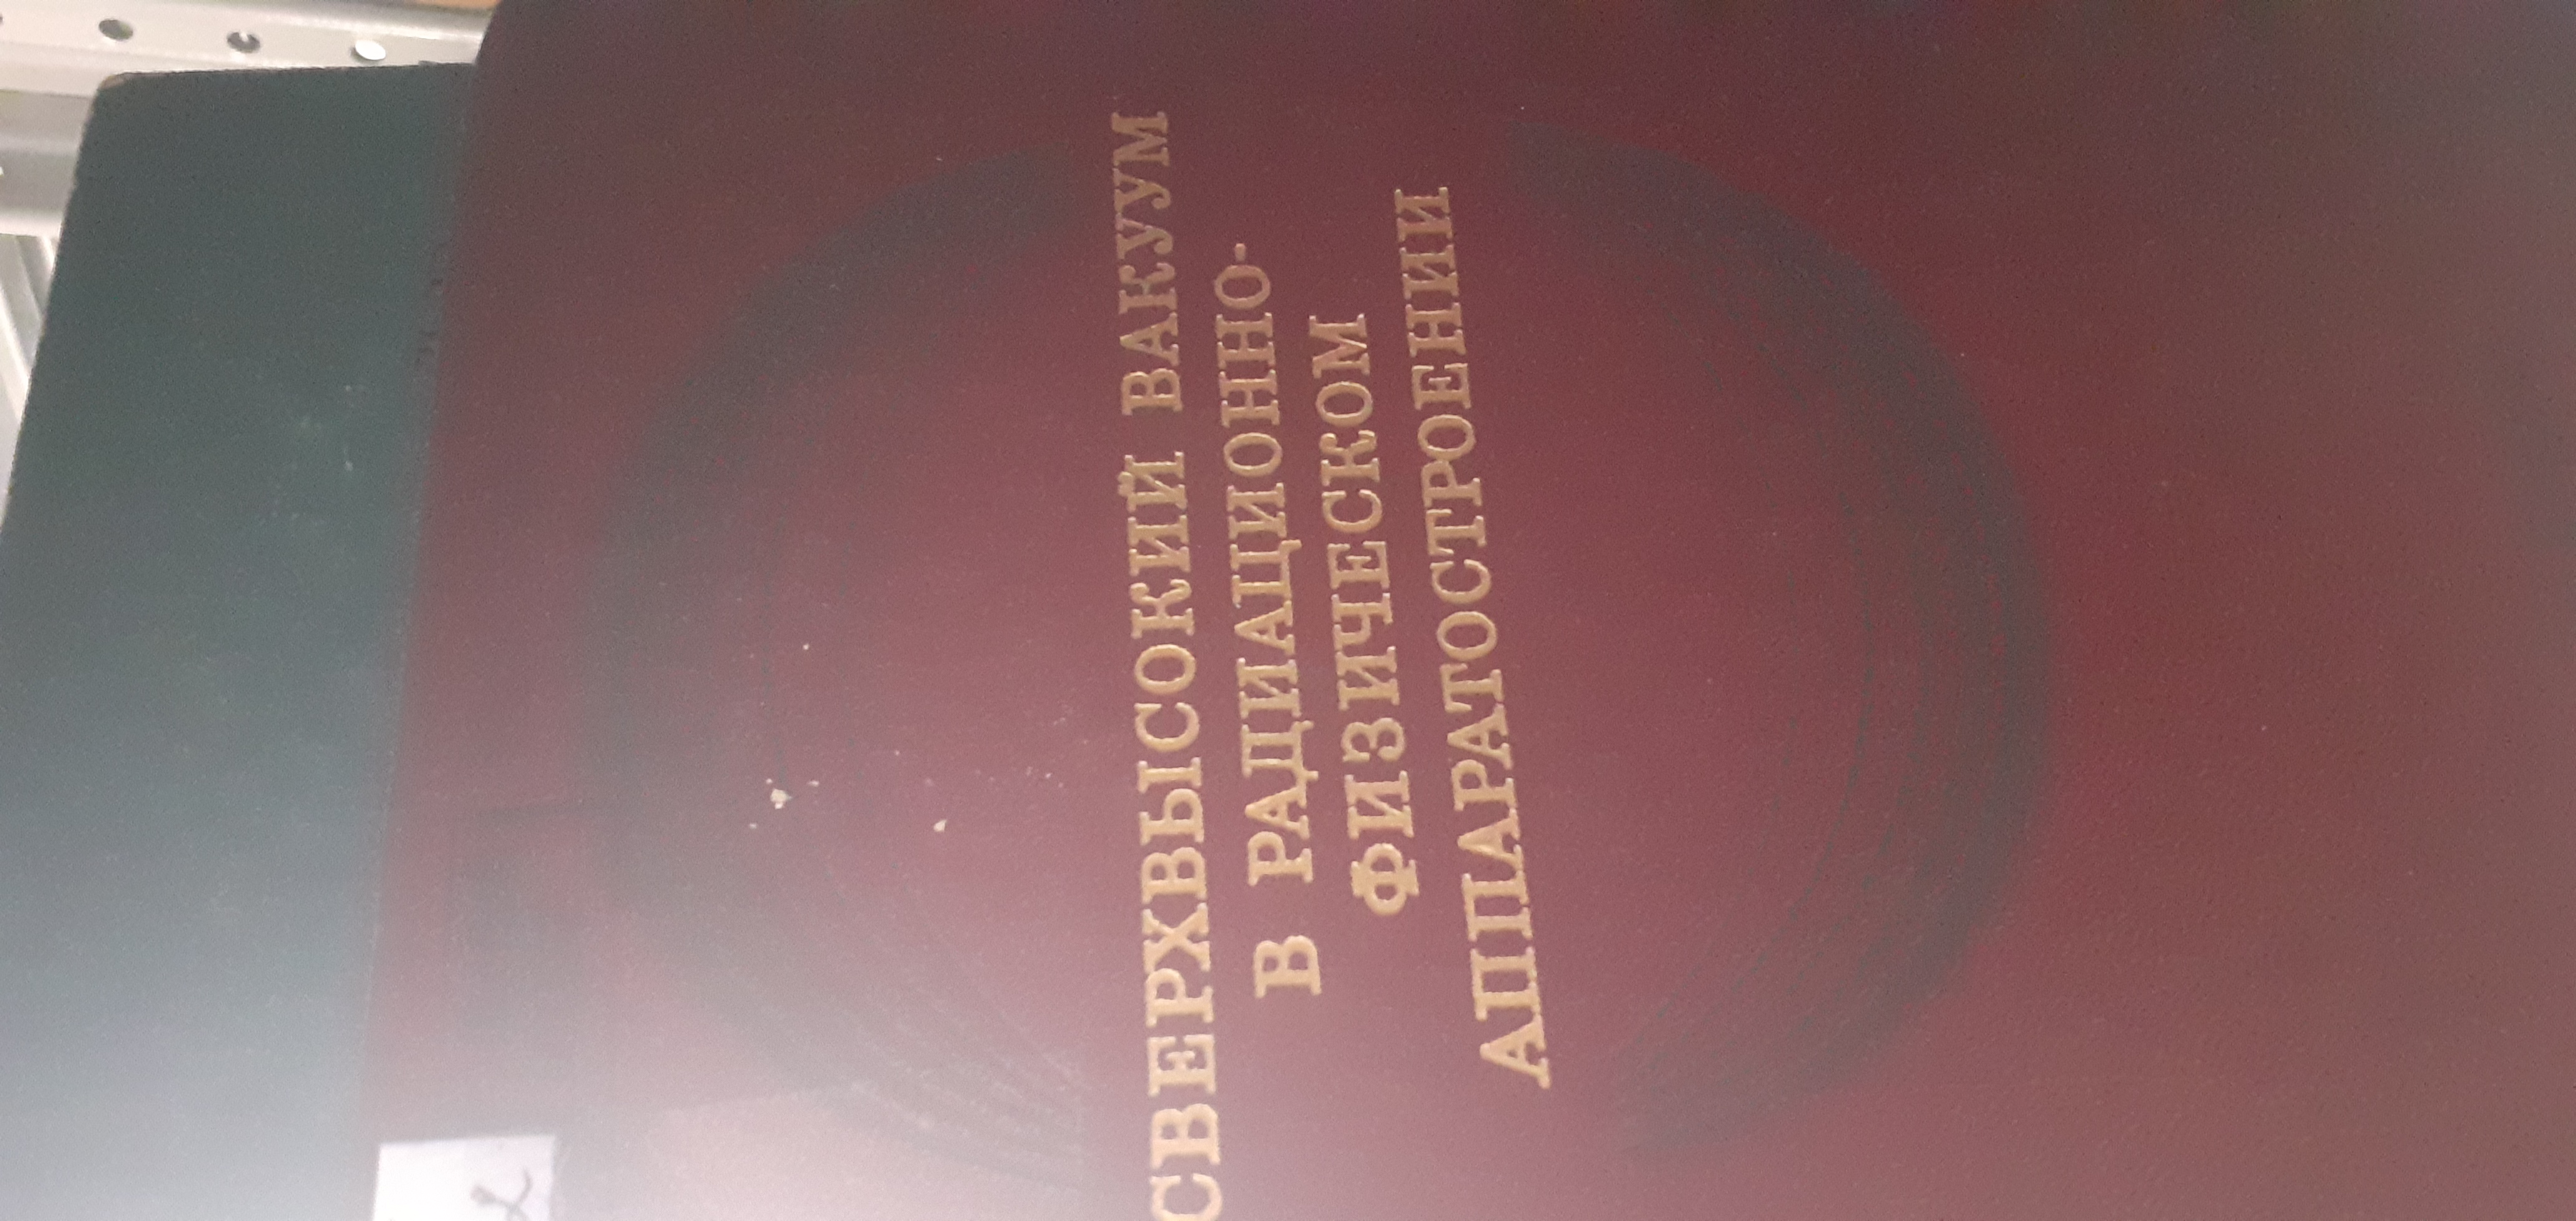 СВЕРХВЫСОКИЙ ВАКУУМ
В РАДИАЦИОННО-
ФИЗИЧЕСКОМ
АППАРАТОСТРОЕНИИ